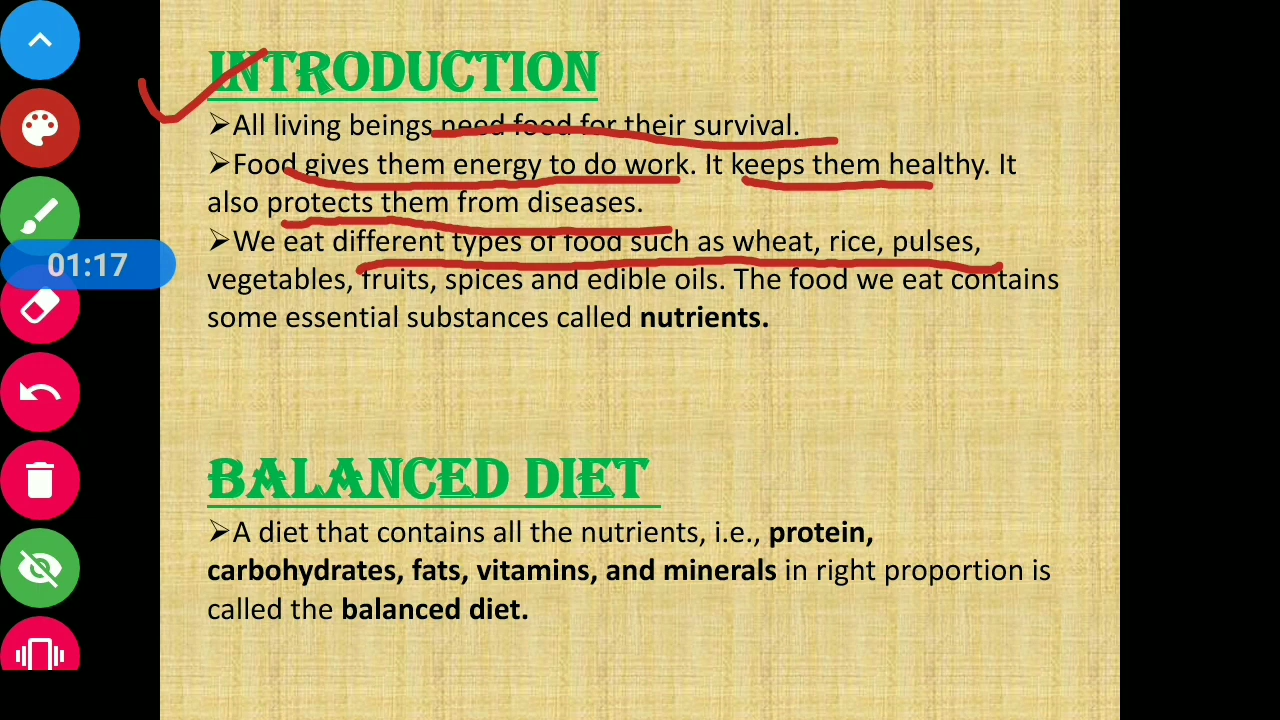 INTRODUCTION
➢All living beings need food for their survival.
➢Food gives them energy to do work. It keeps them healthy. It
also protects them from diseases.
➢We eat different types of food such as wheat, rice, pulses,
01:17
vegetables, fruits, spices and edible oils. The food we eat contains
some essential substances called nutrients.
BALANCED DIET
➢A diet that contains all the nutrients, i.e., protein,
carbohydrates, fats, vitamins, and minerals in right proportion is
called the balanced diet.